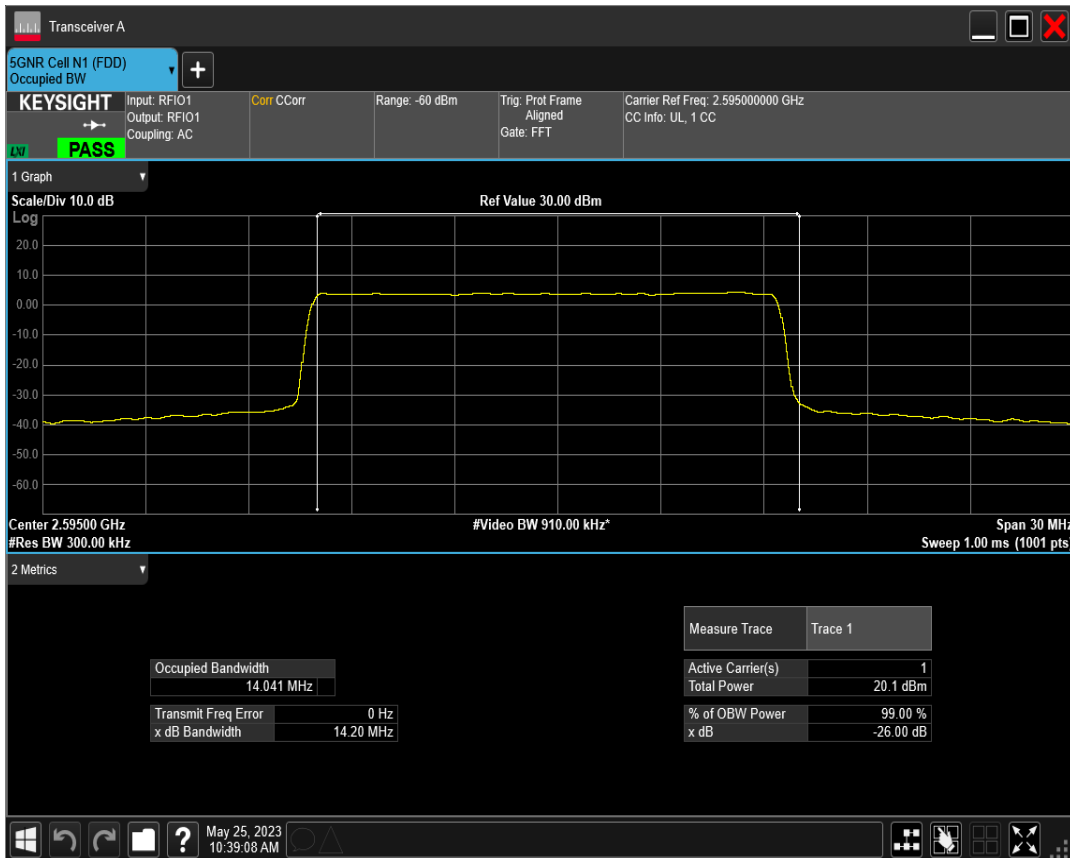 Transceiver A
5GNR Cell N1 (FDD)
Occupied BW
+
KEYSIGHT
LXI
PASS
Input: RFIO1
Output: RFIO1
Coupling: AC
Corr CCorr
Range: -60 dBm
Trig: Prot Frame
Aligned
Gate: FFT
Carrier Ref Freq: 2.595000000 GHz
CC Info: UL, 1 CC
1 Graph
Scale/Div 10.0 dB
Ref Value 30.00 dBm
Log
20.0
10.0
0.00
-10.0
-20.0
-30.0
-40.0
-50.0
-60.0
Center 2.59500 GHz
#Video BW 910.00 kHz*
Span 30 MHz
#Res BW 300.00 kHz
Sweep 1.00 ms (1001 pts)
2 Metrics
Measure Trace Trace 1
Occupied Bandwidth
14.041 MHz
Active Carrier(s) 1
Total Power 20.1 dBm
Transmit Freq Error 0 Hz
x dB Bandwidth 14.20 MHz
% of OBW Power 99.00 %
x dB -26.00 dB
?
May 25, 2023
10:39:08 AM